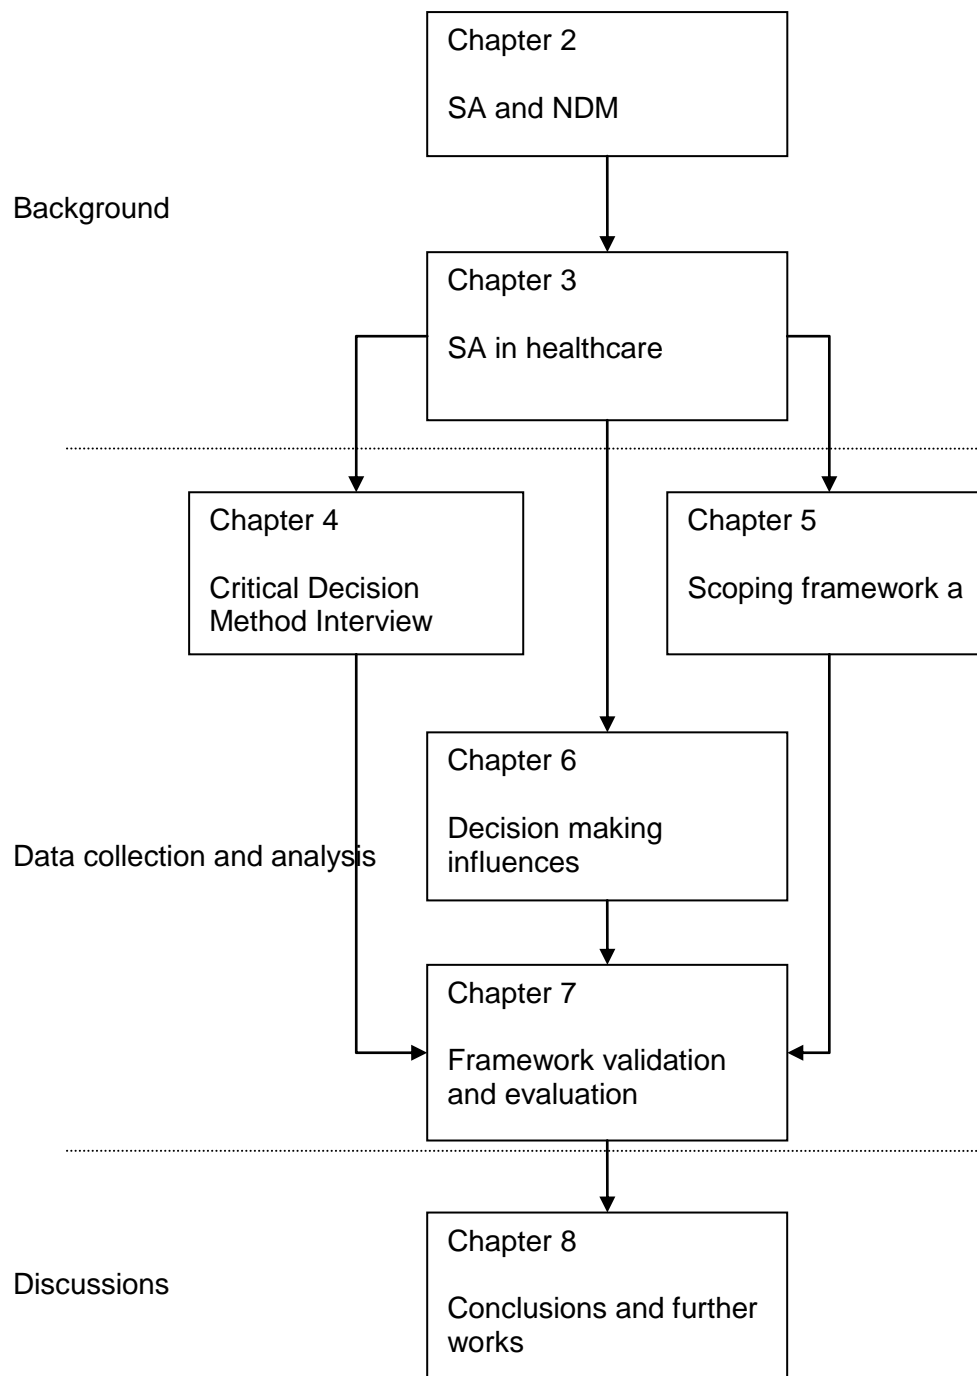 Chapter 2
SA and NDM
Background
Chapter 3
SA in healthcare
Chapter 4
Critical Decision
Method Interview
Chapter 5
Scoping framework a
Chapter 6
Decision making
influences
Data collection and analysis
Chapter 7
Framework validation
and evaluation
Chapter 8
Conclusions and further
works
Discussions